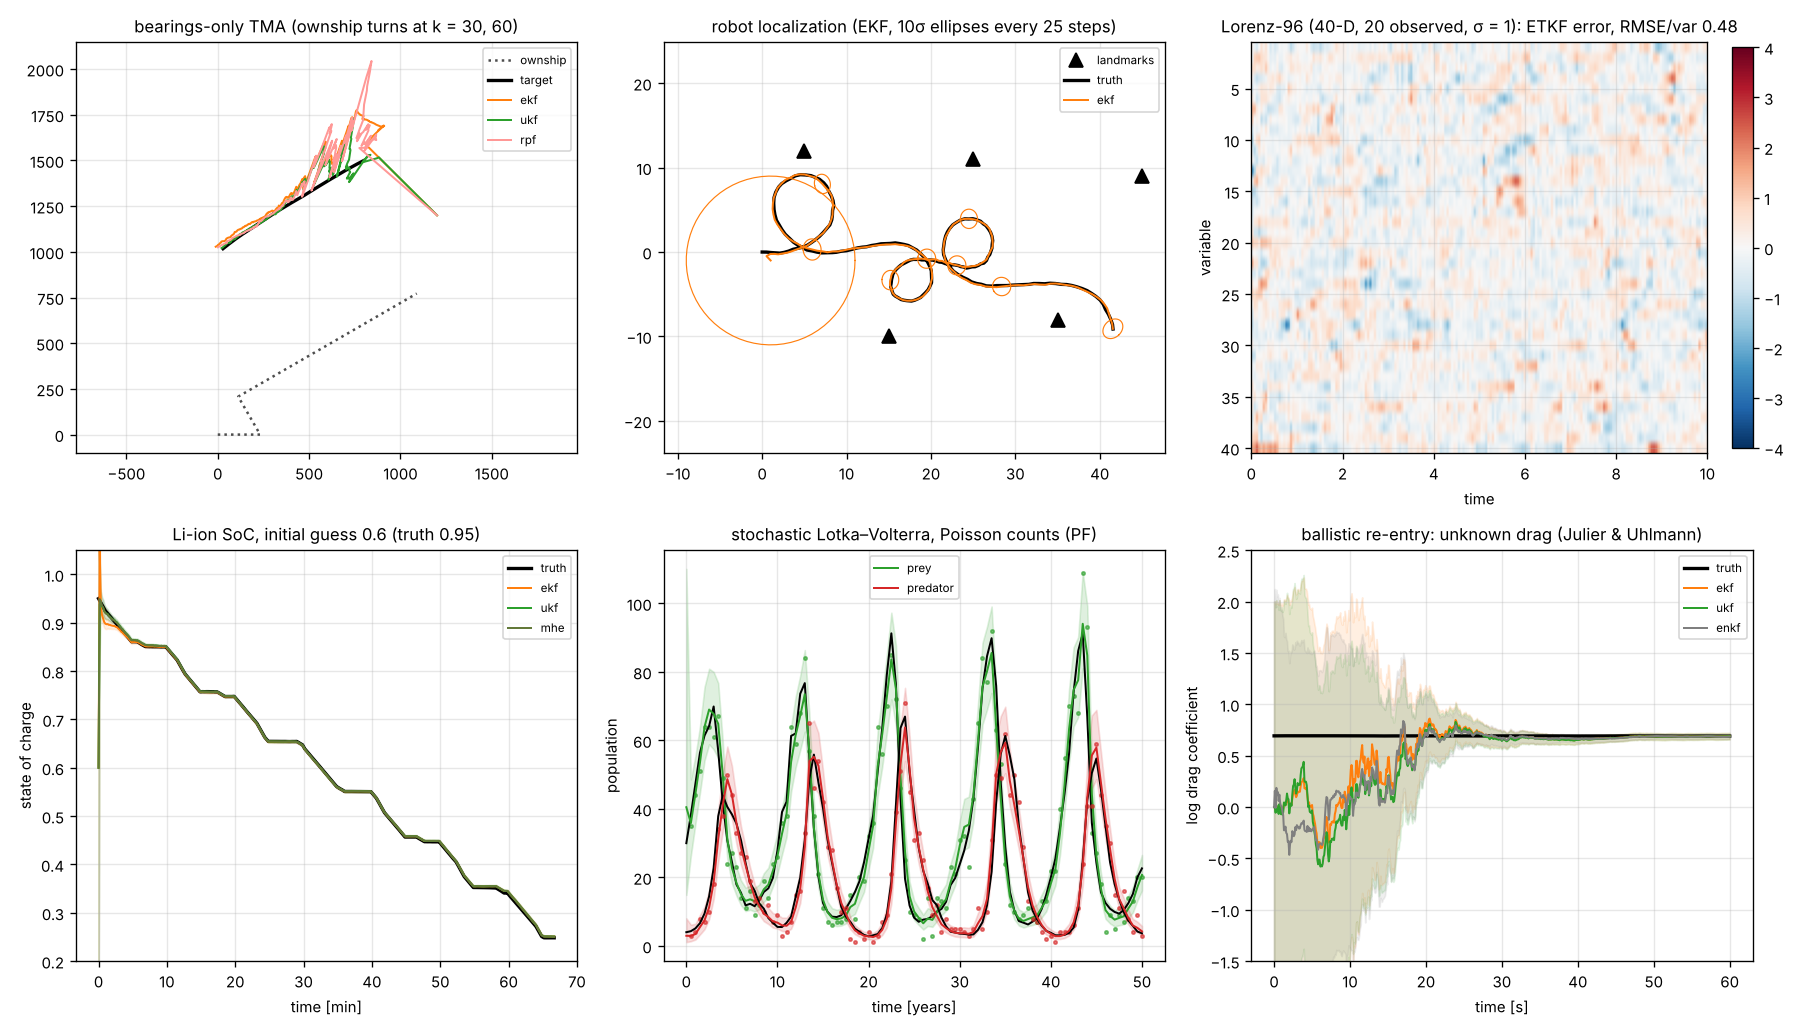 bearings-only TMA (ownship turns at k = 30, 60)
2000
1750
1500
1250
1000
750
500
250
0
−500
0
500
1000
1500
ownship
target
ekf
ukf
rpf
robot localization (EKF, 10σ ellipses every 25 steps)
20
10
0
−10
−20
−10
0
10
20
30
40
landmarks
truth
ekf
Lorenz-96 (40-D, 20 observed, σ = 1): ETKF error, RMSE/var 0.48
variable
5
10
15
20
25
30
35
40
0
2
4
6
8
10
time
4
3
2
1
0
−1
−2
−3
−4
Li-ion SoC, initial guess 0.6 (truth 0.95)
state of charge
1.0
0.9
0.8
0.7
0.6
0.5
0.4
0.3
0.2
0
10
20
30
40
50
60
70
time [min]
truth
ekf
ukf
mhe
stochastic Lotka–Volterra, Poisson counts (PF)
population
100
80
60
40
20
0
0
10
20
30
40
50
time [years]
prey
predator
ballistic re-entry: unknown drag (Julier & Uhlmann)
log drag coefficient
2.5
2.0
1.5
1.0
0.5
0.0
−0.5
−1.0
−1.5
0
10
20
30
40
50
60
time [s]
truth
ekf
ukf
enkf